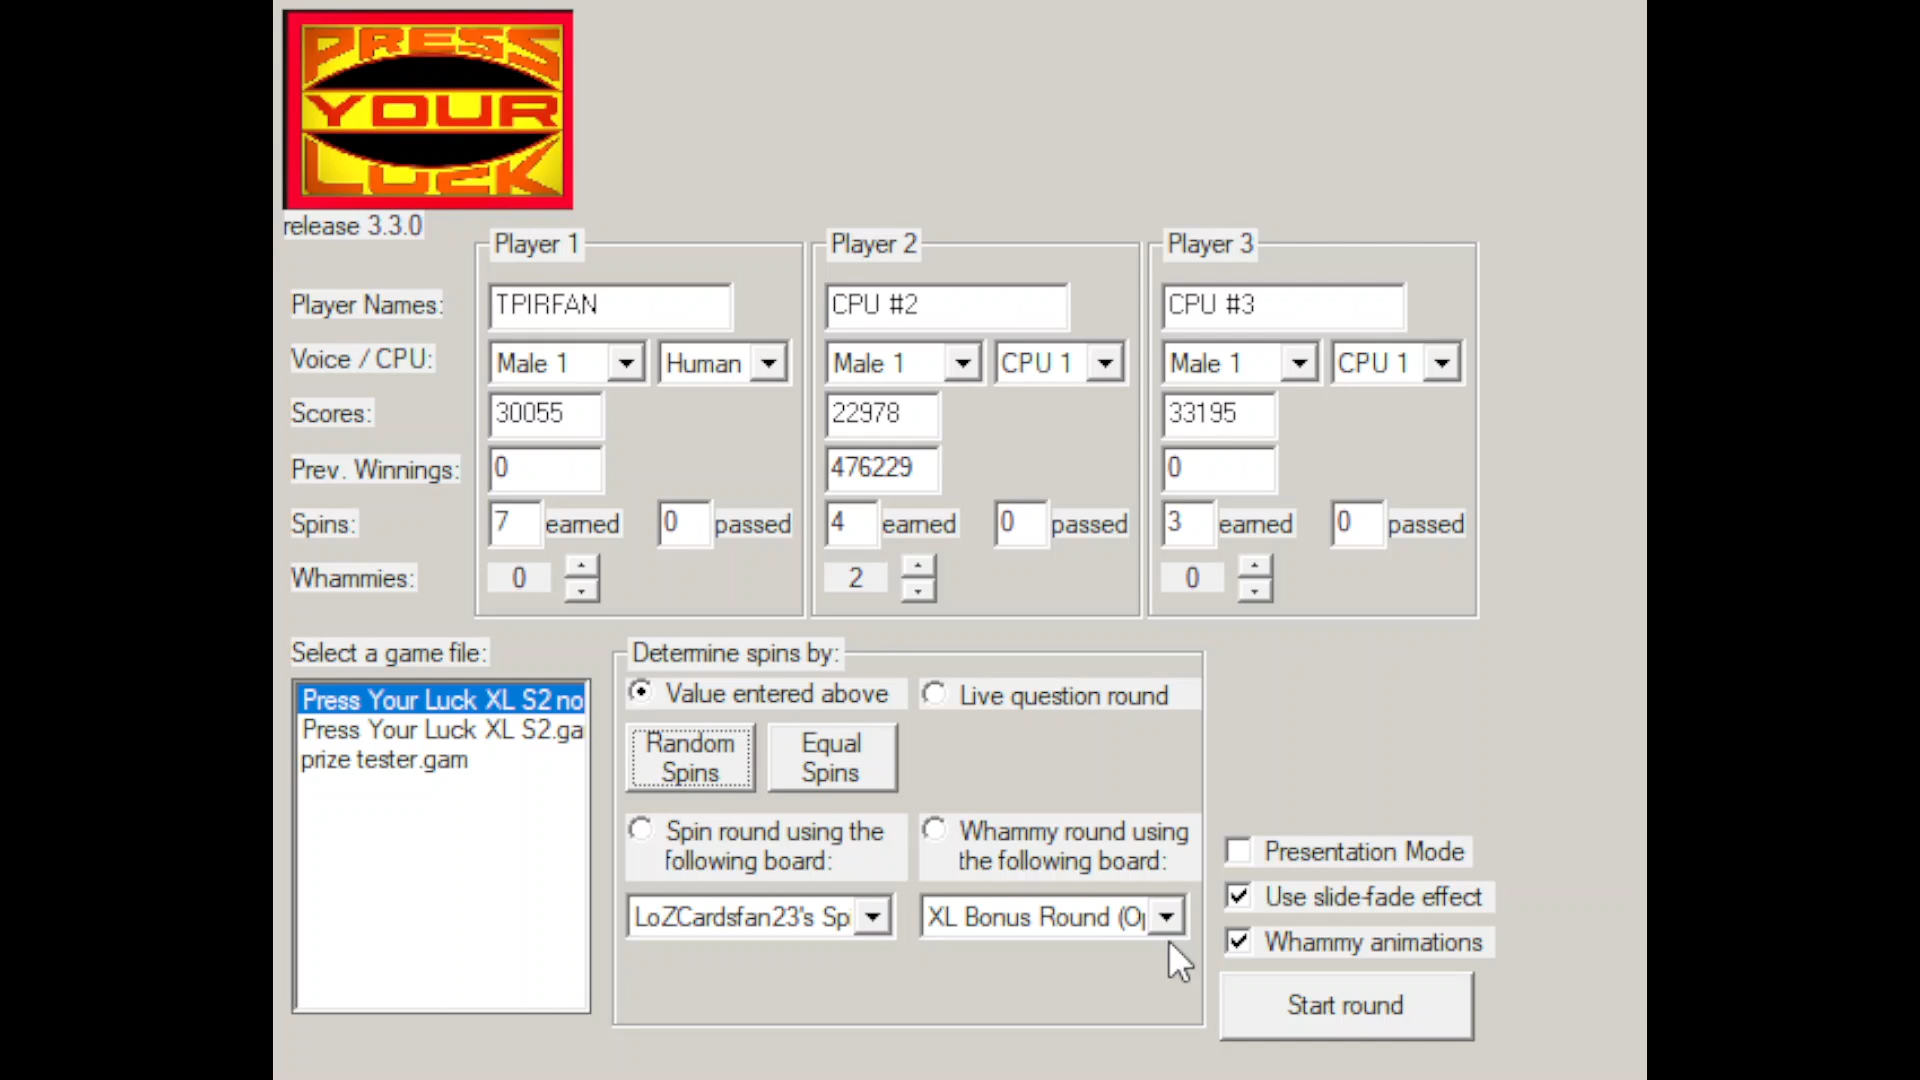 PRESS
YOUR
LUCK
release 3.3.0
Player 1
Player 2
Player 3
Player Names:
TPIRFAN
CPU #2
CPU #3
Voice / CPU:
Male 1
Human
Male 1
CPU 1
Male 1
CPU 1
Scores:
30055
22978
33195
Prev. Winnings:
0
476229
0
Spins:
7 earned
0 passed
4 earned
0 passed
3 earned
0 passed
Whammies:
0
2
0
Select a game file:
Press Your Luck XL S2 no
Press Your Luck XL S2.ga
prize tester.gam
Determine spins by:
Value entered above
Live question round
Random
Spins
Equal
Spins
Spin round using the
following board:
Whammy round using
the following board:
LoZCardsfan23's Spi
XL Bonus Round (Op
Presentation Mode
Use slide-fade effect
Whammy animations
Start round